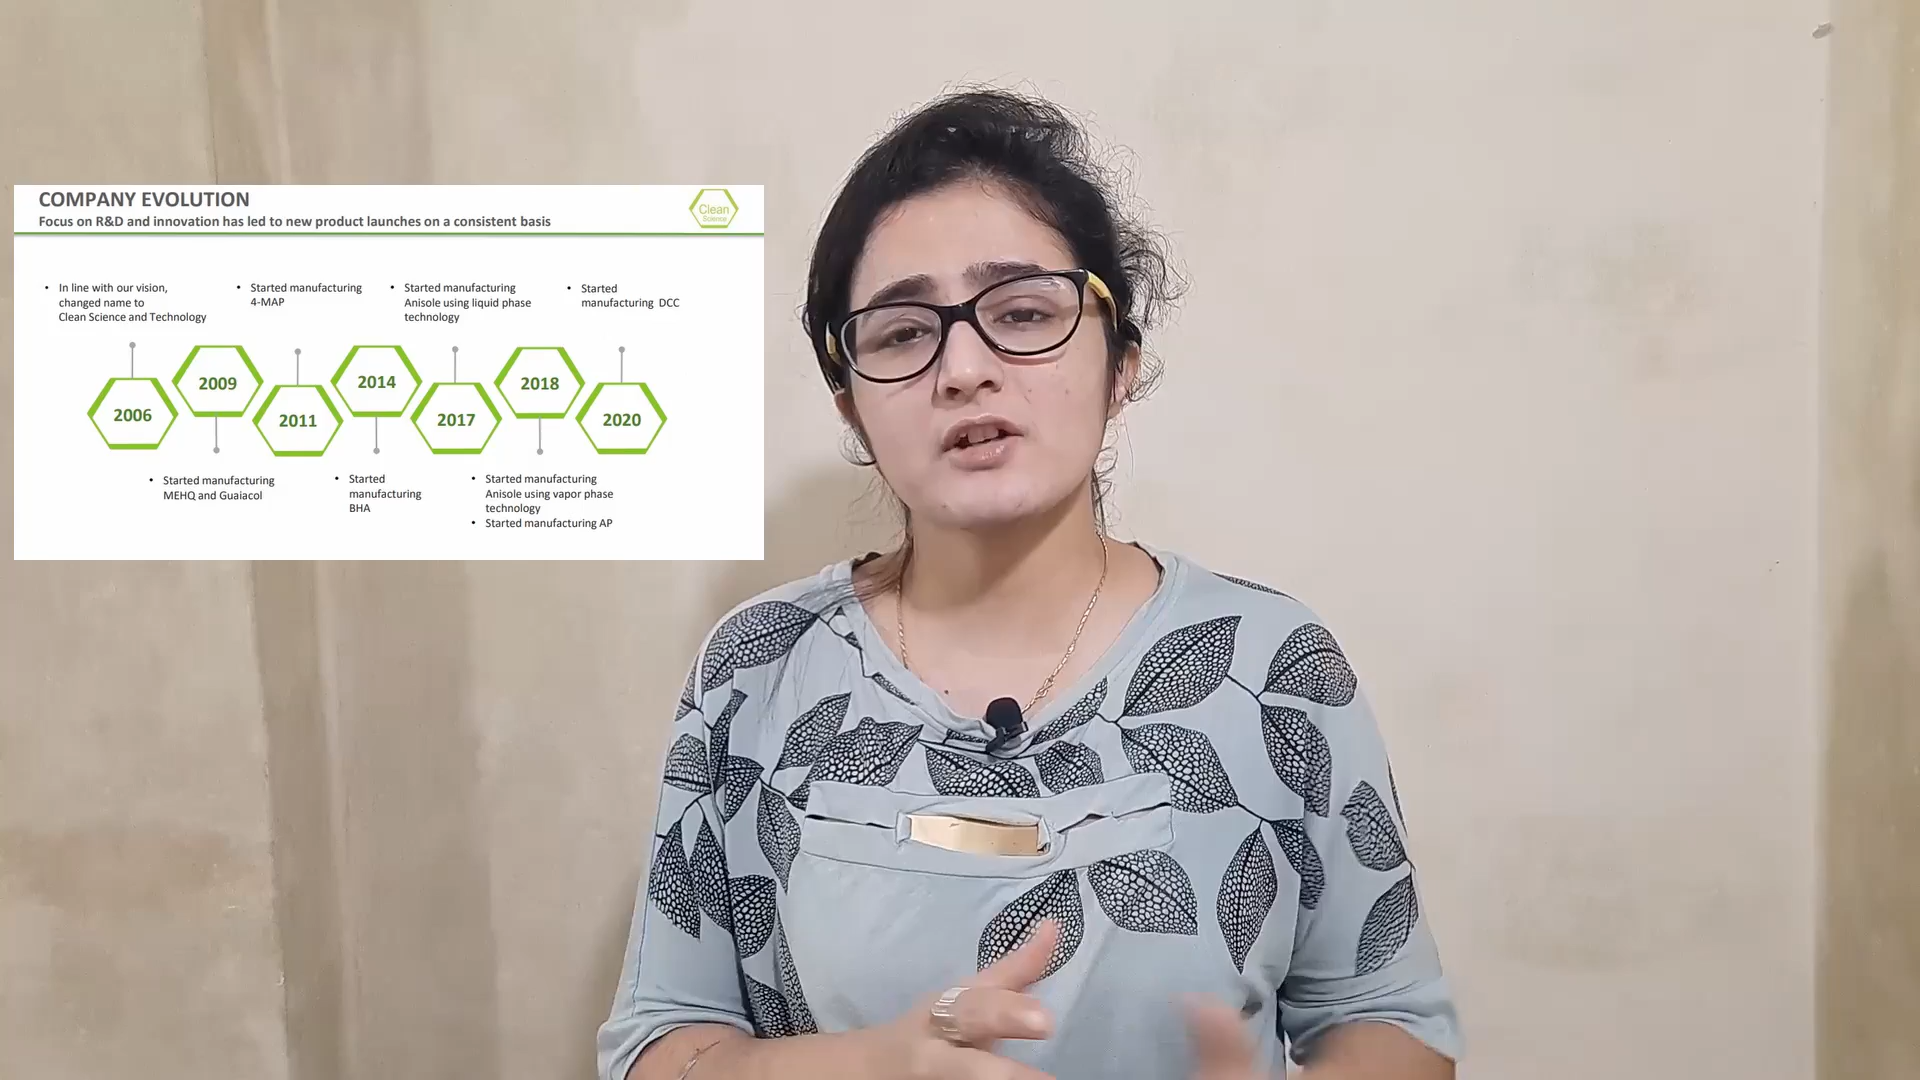 COMPANY EVOLUTION
Focus on R&D and innovation has led to new product launches on a consistent basis
Clean
Science
• In line with our vision,
changed name to
Clean Science and Technology
• Started manufacturing
4-MAP
• Started manufacturing
Anisole using liquid phase
technology
• Started
manufacturing DCC
2006
2009
2011
2014
2017
2018
2020
• Started manufacturing
MEHQ and Guaiacol
• Started
manufacturing
BHA
• Started manufacturing
Anisole using vapor phase
technology
• Started manufacturing AP